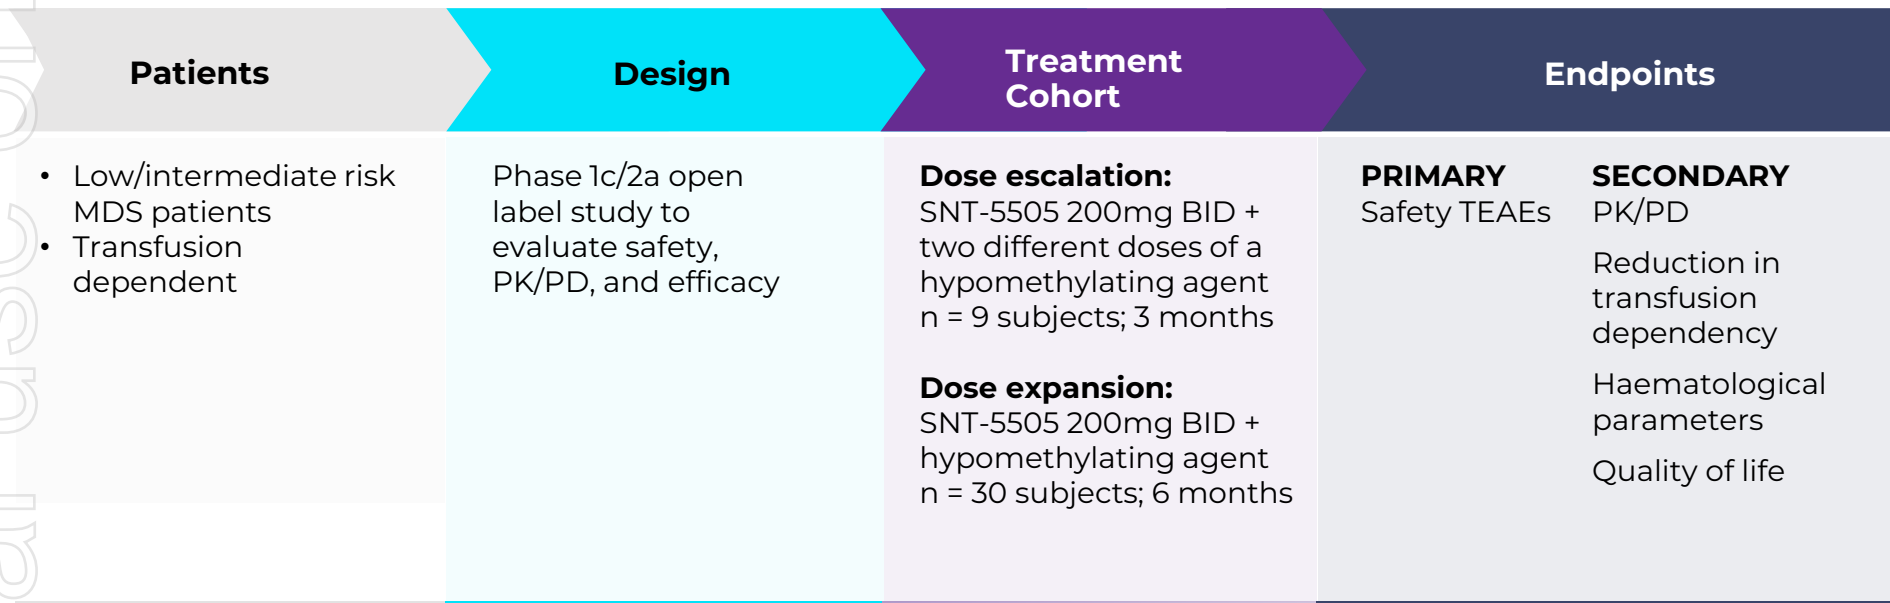 Patients
Design
Treatment
Cohort
Endpoints
• Low/intermediate risk
MDS patients
• Transfusion
dependent
Phase 1c/2a open
label study to
evaluate safety,
PK/PD, and efficacy
Dose escalation:
SNT-5505 200mg BID +
two different doses of a
hypomethylating agent
n = 9 subjects; 3 months
Dose expansion:
SNT-5505 200mg BID +
hypomethylating agent
n = 30 subjects; 6 months
PRIMARY
Safety TEAEs
SECONDARY
PK/PD
Reduction in
transfusion
dependency
Haematological
parameters
Quality of life
al use on